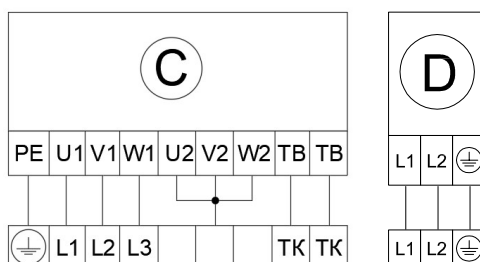 C
PE U1 V1 W1 U2 V2 W2 TB TB
L1 L2 L3 TK TK
D
L1 L2
L1 L2